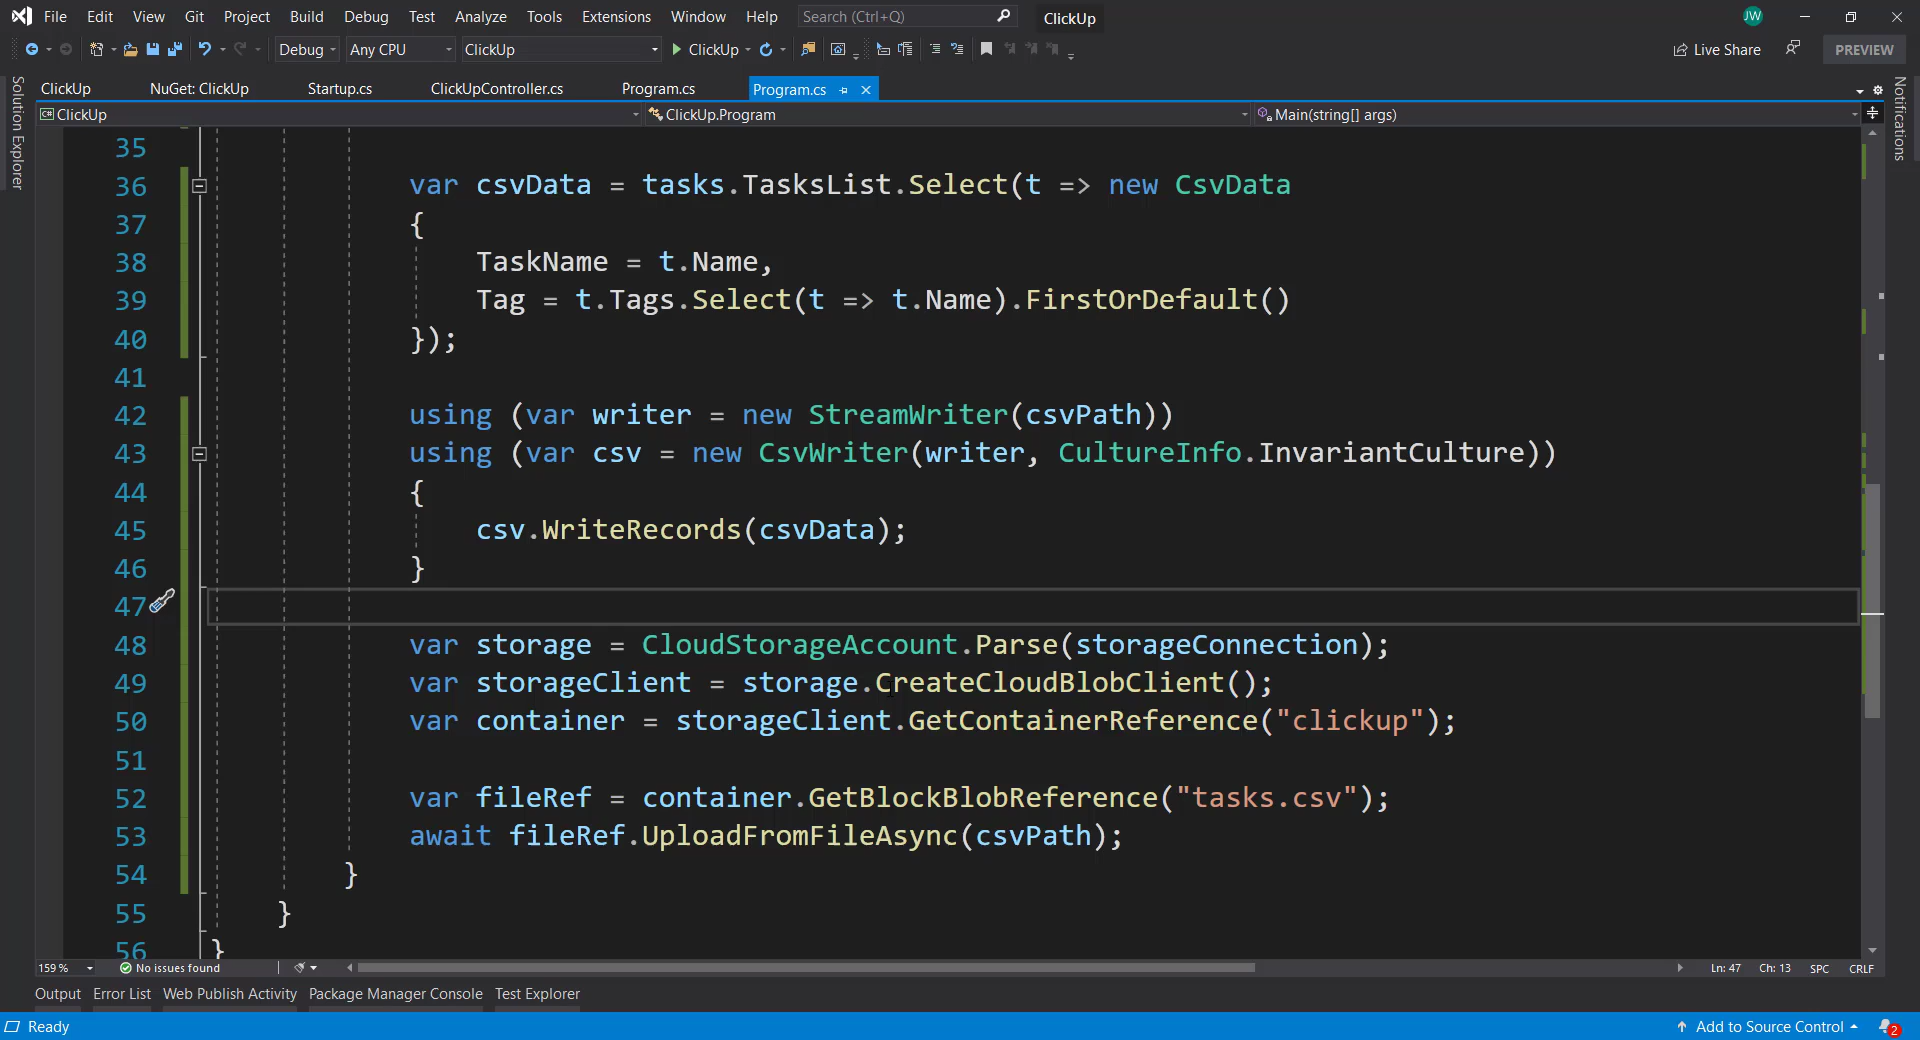 File Edit View Git Project Build Debug Test Analyze Tools Extensions Window Help Search (Ctrl+Q) ClickUp JW
Debug Any CPU ClickUp ClickUp Live Share PREVIEW
ClickUp NuGet: ClickUp Startup.cs ClickUpController.cs Program.cs Program.cs
C# ClickUp ClickUp.Program Main(string[] args)
Solution Explorer
Notifications
35
36 var csvData = tasks.TasksList.Select(t => new CsvData
37 {
38 TaskName = t.Name,
39 Tag = t.Tags.Select(t => t.Name).FirstOrDefault()
40 });
41
42 using (var writer = new StreamWriter(csvPath))
43 using (var csv = new CsvWriter(writer, CultureInfo.InvariantCulture))
44 {
45 csv.WriteRecords(csvData);
46 }
47
48 var storage = CloudStorageAccount.Parse(storageConnection);
49 var storageClient = storage.CreateCloudBlobClient();
50 var container = storageClient.GetContainerReference("clickup");
51
52 var fileRef = container.GetBlockBlobReference("tasks.csv");
53 await fileRef.UploadFromFileAsync(csvPath);
54 }
55 }
56 }
159 % No issues found Ln: 47 Ch: 13 SPC CRLF
Output Error List Web Publish Activity Package Manager Console Test Explorer
Ready Add to Source Control 2